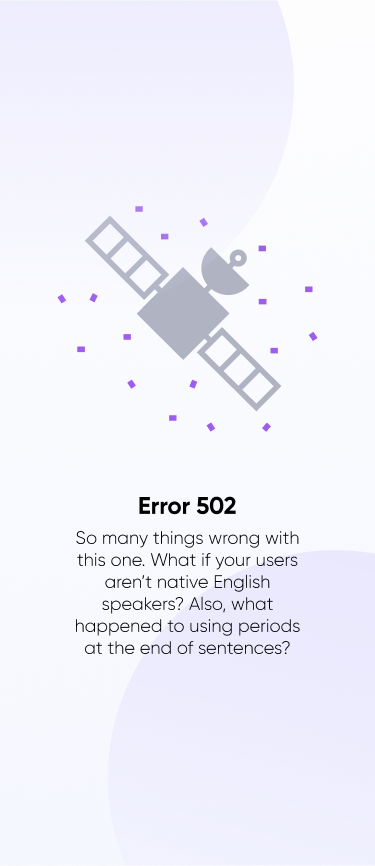 Error 502
So many things wrong with
this one. What if your users
aren’t native English
speakers? Also, what
happened to using periods
at the end of sentences?